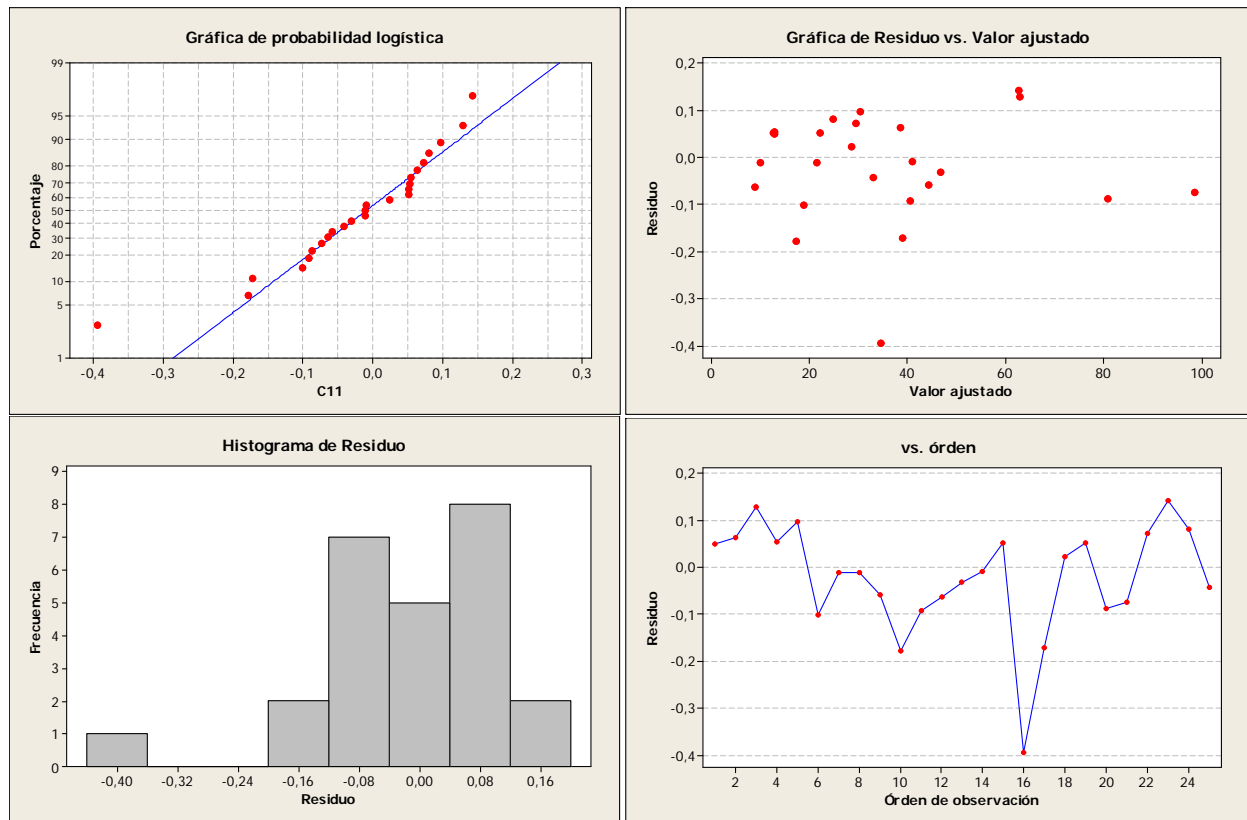 Gráfica de probabilidad logística
Porcentaje
99
95
90
80
70
60
50
40
30
20
10
5
1
-0,4 -0,3 -0,2 -0,1 0,0 0,1 0,2 0,3
C11
Gráfica de Residuo vs. Valor ajustado
Residuo
0,2
0,1
0,0
-0,1
-0,2
-0,3
-0,4
0 20 40 60 80 100
Valor ajustado
Histograma de Residuo
Frecuencia
9
8
7
6
5
4
3
2
1
0
-0,40 -0,32 -0,24 -0,16 -0,08 0,00 0,08 0,16
Residuo
vs. órden
Residuo
0,2
0,1
0,0
-0,1
-0,2
-0,3
-0,4
2 4 6 8 10 12 14 16 18 20 22 24
Órden de observación